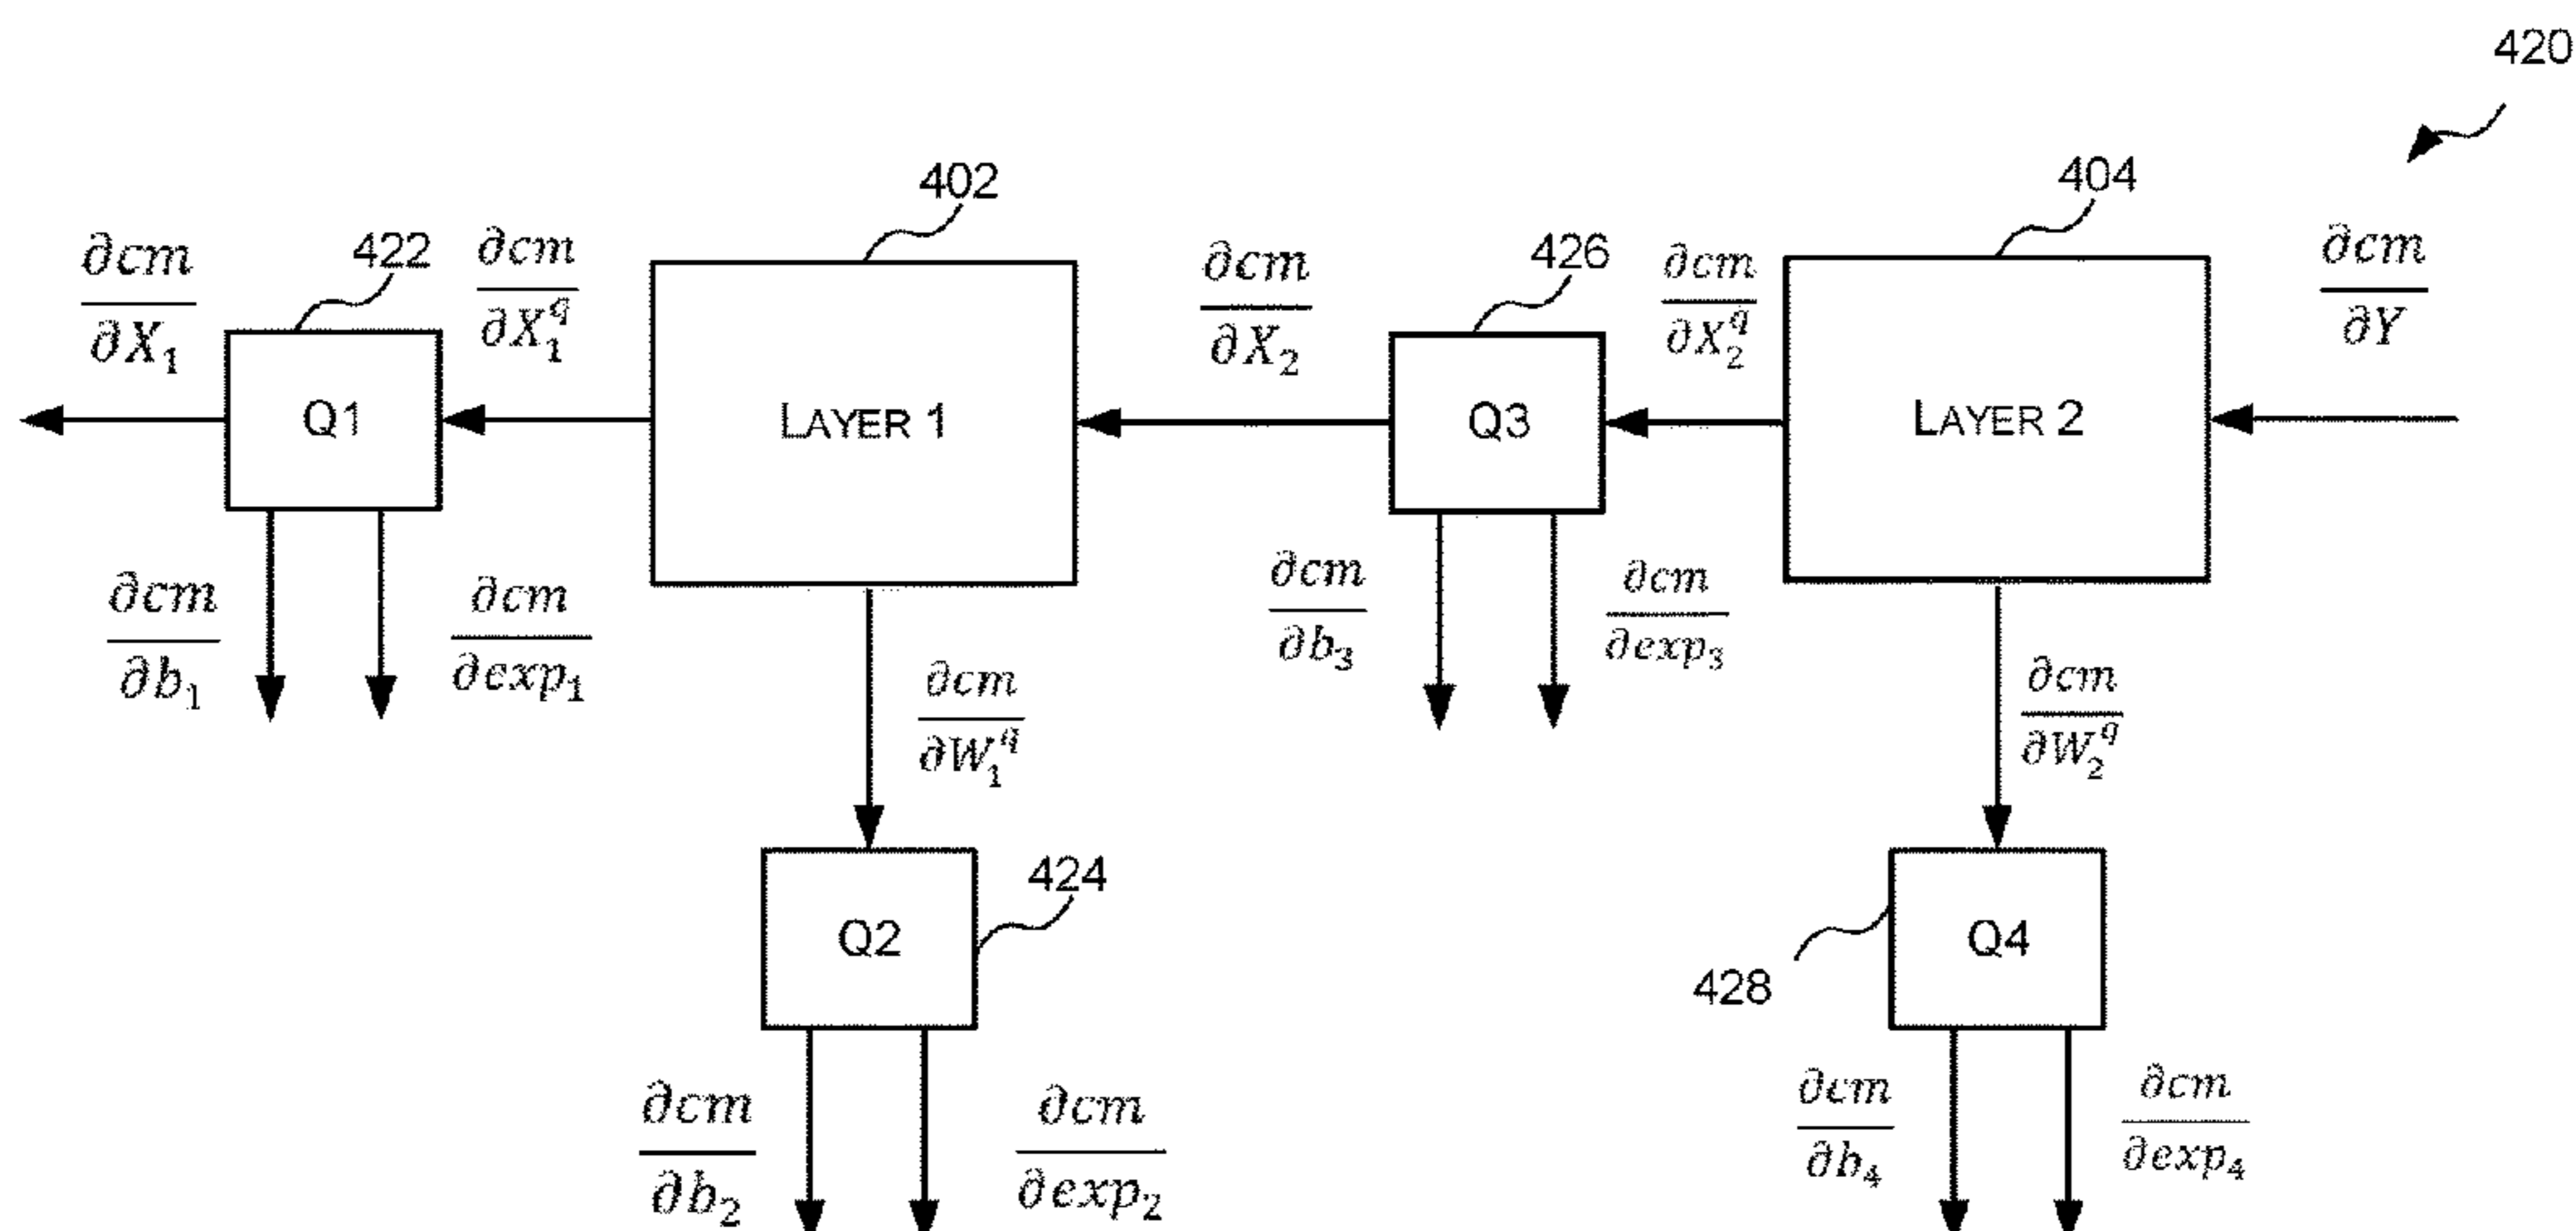 420
402
404
422
426
∂cm/∂X₁
∂cm/∂X₁^q
∂cm/∂X₂
∂cm/∂X₂^q
∂cm/∂Y
Q1
LAYER 1
Q3
LAYER 2
∂cm/∂b₁
∂cm/∂exp₁
∂cm/∂b₃
∂cm/∂exp₃
∂cm/∂W₁^q
∂cm/∂W₂^q
424
Q2
Q4
428
∂cm/∂b₂
∂cm/∂exp₂
∂cm/∂b₄
∂cm/∂exp₄